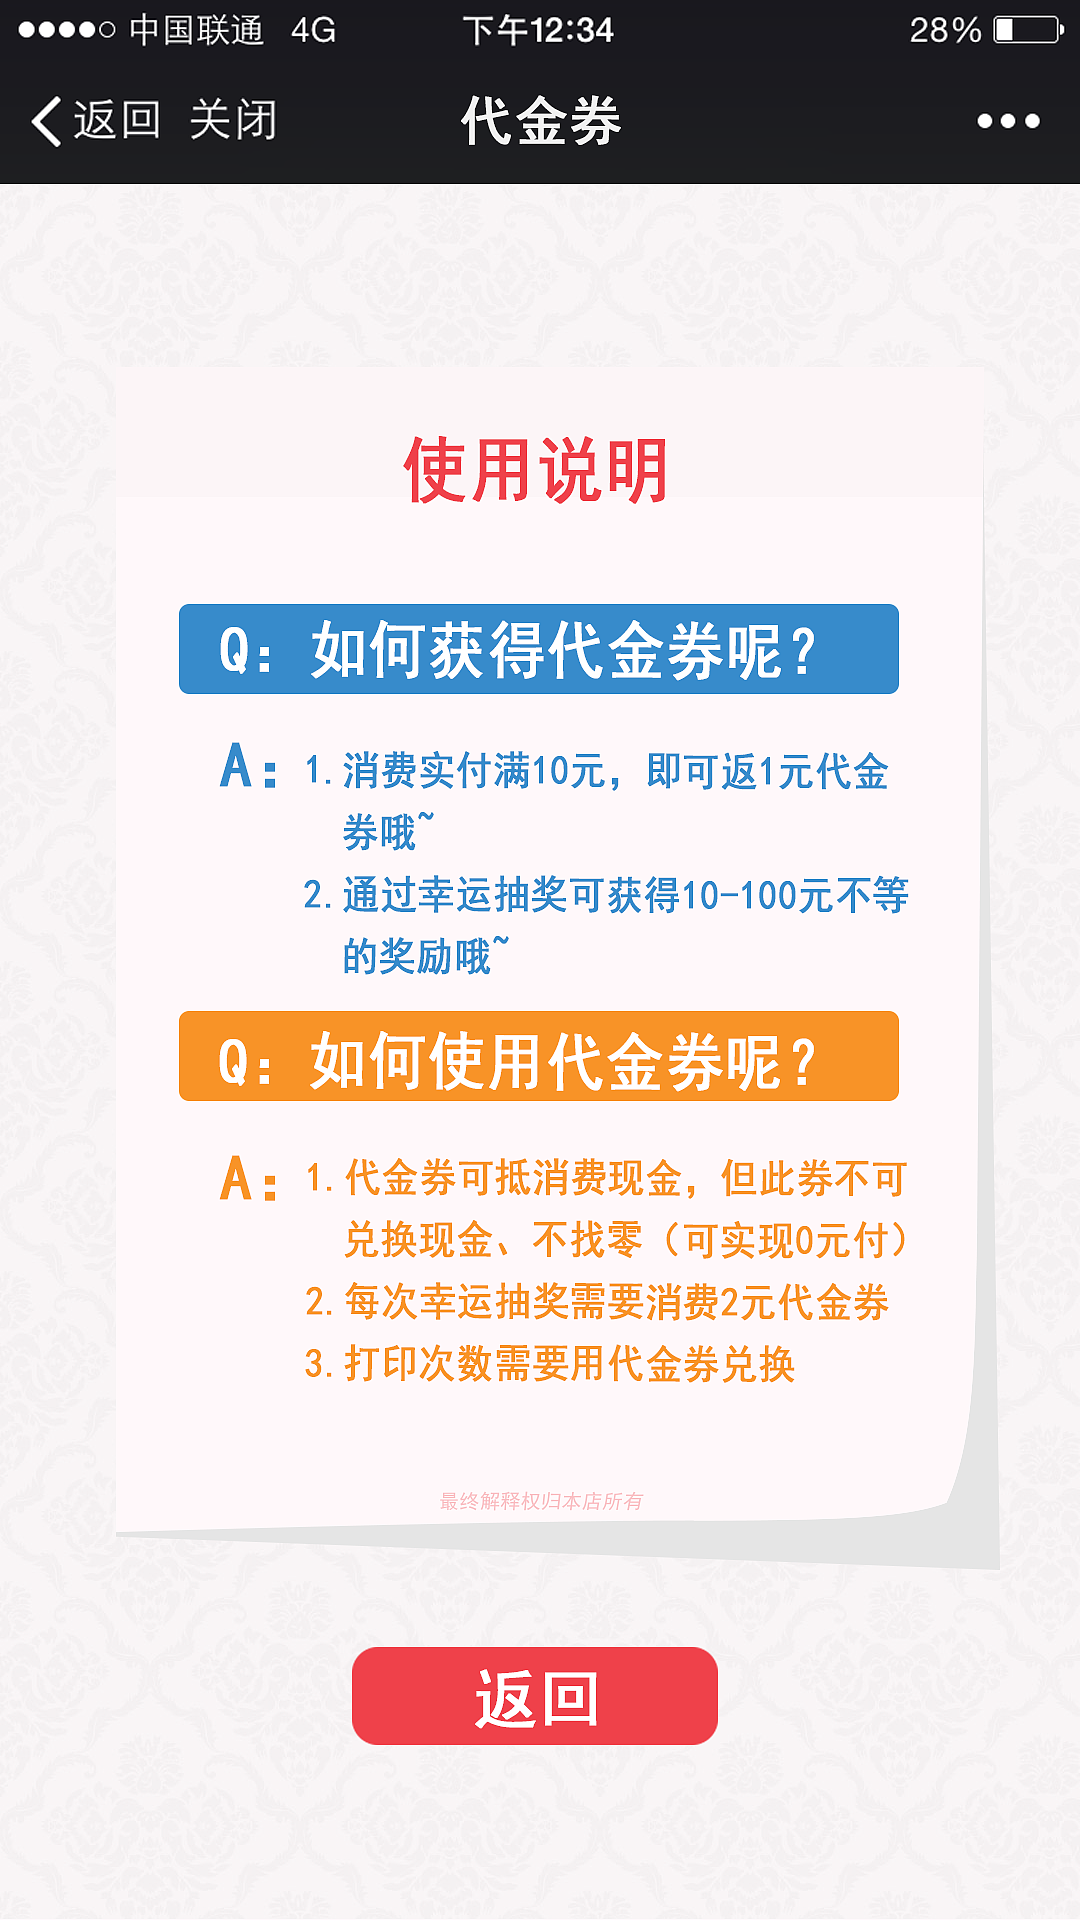 中国联通 4G 下午12:34 28%
返回 关闭 代金券
使用说明
Q：如何获得代金券呢？
A：1.消费实付满10元，即可返1元代金
券哦~
2.通过幸运抽奖可获得10-100元不等
的奖励哦~
Q：如何使用代金券呢？
A：1.代金券可抵消费现金，但此券不可
兑换现金、不找零（可实现0元付）
2.每次幸运抽奖需要消费2元代金券
3.打印次数需要用代金券兑换
最终解释权归本店所有
返回